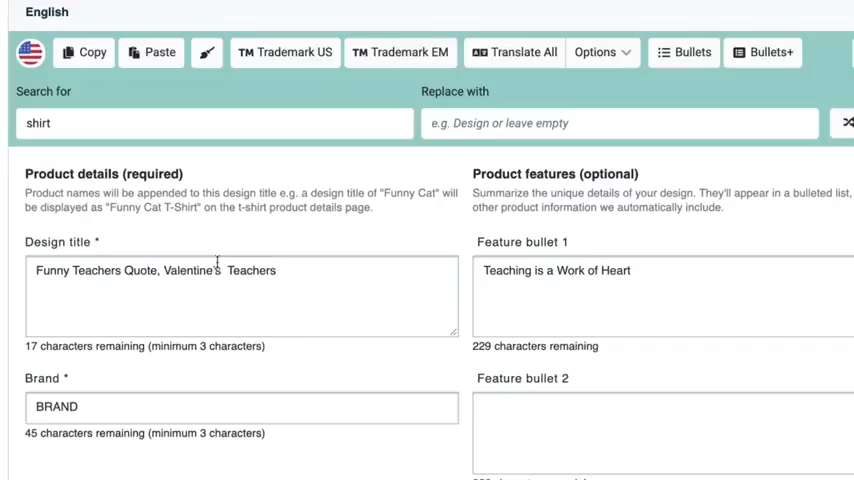 English
Copy
Paste
TM Trademark US
TM Trademark EM
Translate All
Options
Bullets
Bullets+
Search for
Replace with
shirt
e.g. Design or leave empty
Product details (required)
Product names will be appended to this design title e.g. a design title of "Funny Cat" will
be displayed as "Funny Cat T-Shirt" on the t-shirt product details page.
Product features (optional)
Summarize the unique details of your design. They'll appear in a bulleted list,
other product information we automatically include.
Design title *
Feature bullet 1
Funny Teachers Quote, Valentine's  Teachers
Teaching is a Work of Heart
17 characters remaining (minimum 3 characters)
229 characters remaining
Brand *
Feature bullet 2
BRAND
45 characters remaining (minimum 3 characters)